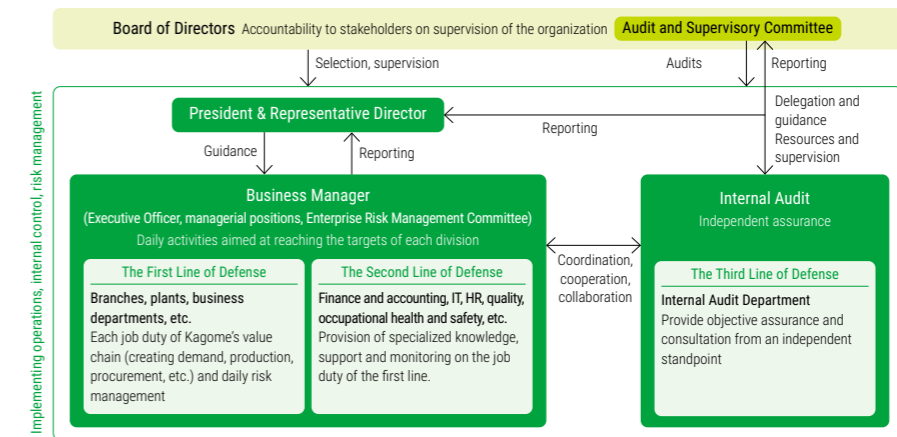 Board of Directors Accountability to stakeholders on supervision of the organization Audit and Supervisory Committee
Selection, supervision
Audits
Reporting
Implementing operations, internal control, risk management
President & Representative Director
Reporting
Delegation and
guidance
Resources and
supervision
Guidance
Reporting
Business Manager
(Executive Officer, managerial positions, Enterprise Risk Management Committee)
Daily activities aimed at reaching the targets of each division
The First Line of Defense
Branches, plants, business
departments, etc.
Each job duty of Kagome's value
chain (creating demand, production,
procurement, etc.) and daily risk
management
The Second Line of Defense
Finance and accounting, IT, HR, quality,
occupational health and safety, etc.
Provision of specialized knowledge,
support and monitoring on the job
duty of the first line.
Coordination,
cooperation,
collaboration
Internal Audit
Independent assurance
The Third Line of Defense
Internal Audit Department
Provide objective assurance and
consultation from an independent
standpoint